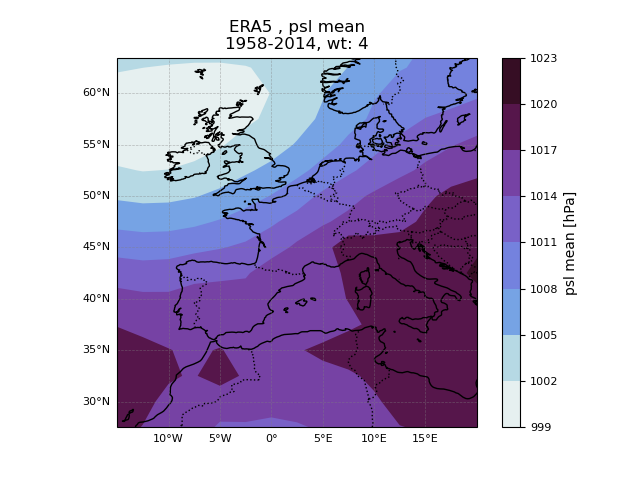 ERA5 , psl mean
1958-2014, wt: 4
60°N
55°N
50°N
45°N
40°N
35°N
30°N
10°W 5°W 0° 5°E 10°E 15°E
1023
1020
1017
1014
1011
1008
1005
1002
999
psl mean [hPa]